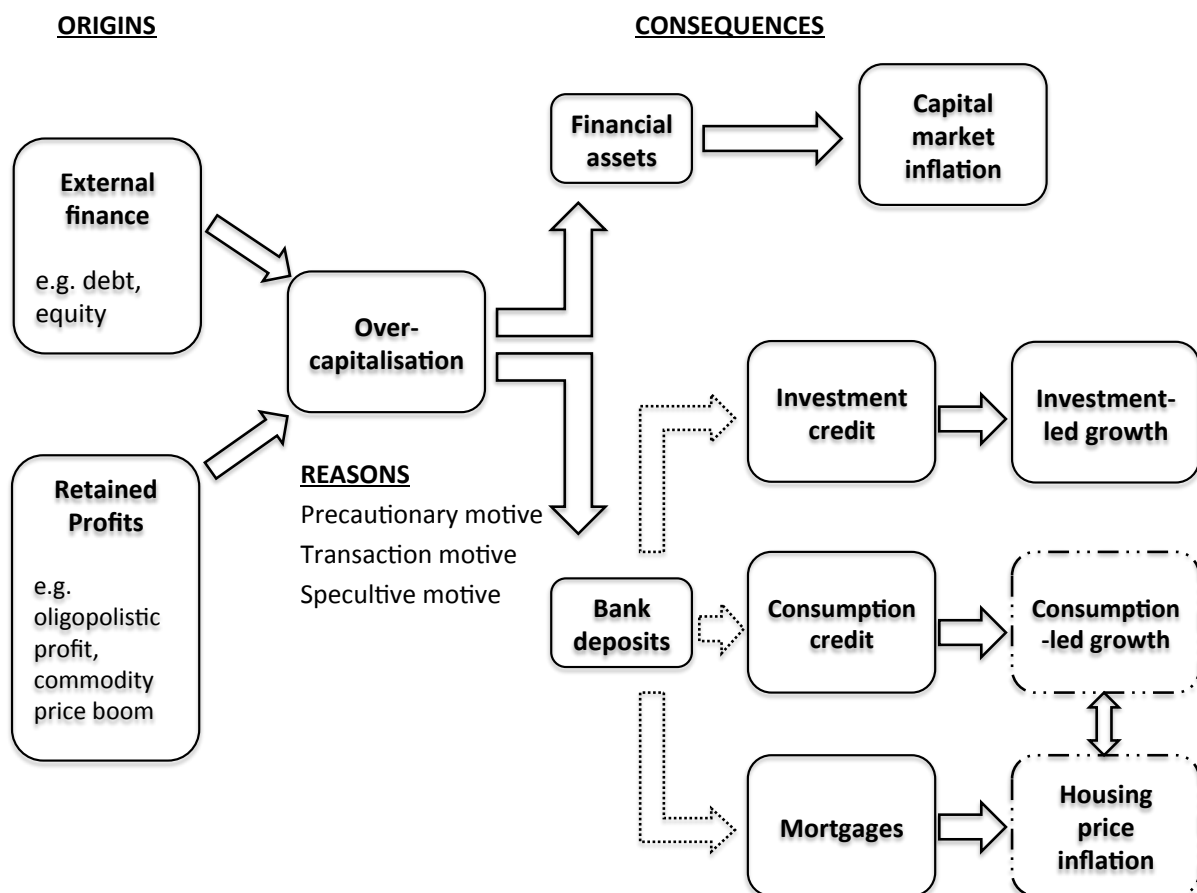 ORIGINS
CONSEQUENCES
External
finance
e.g. debt,
equity
Retained
Profits
e.g.
oligopolistic
profit,
commodity
price boom
Over-
capitalisation
REASONS
Precautionary motive
Transaction motive
Specultive motive
Financial
assets
Capital
market
inflation
Bank
deposits
Investment
credit
Investment-
led growth
Consumption
credit
Consumption
-led growth
Mortgages
Housing
price
inflation